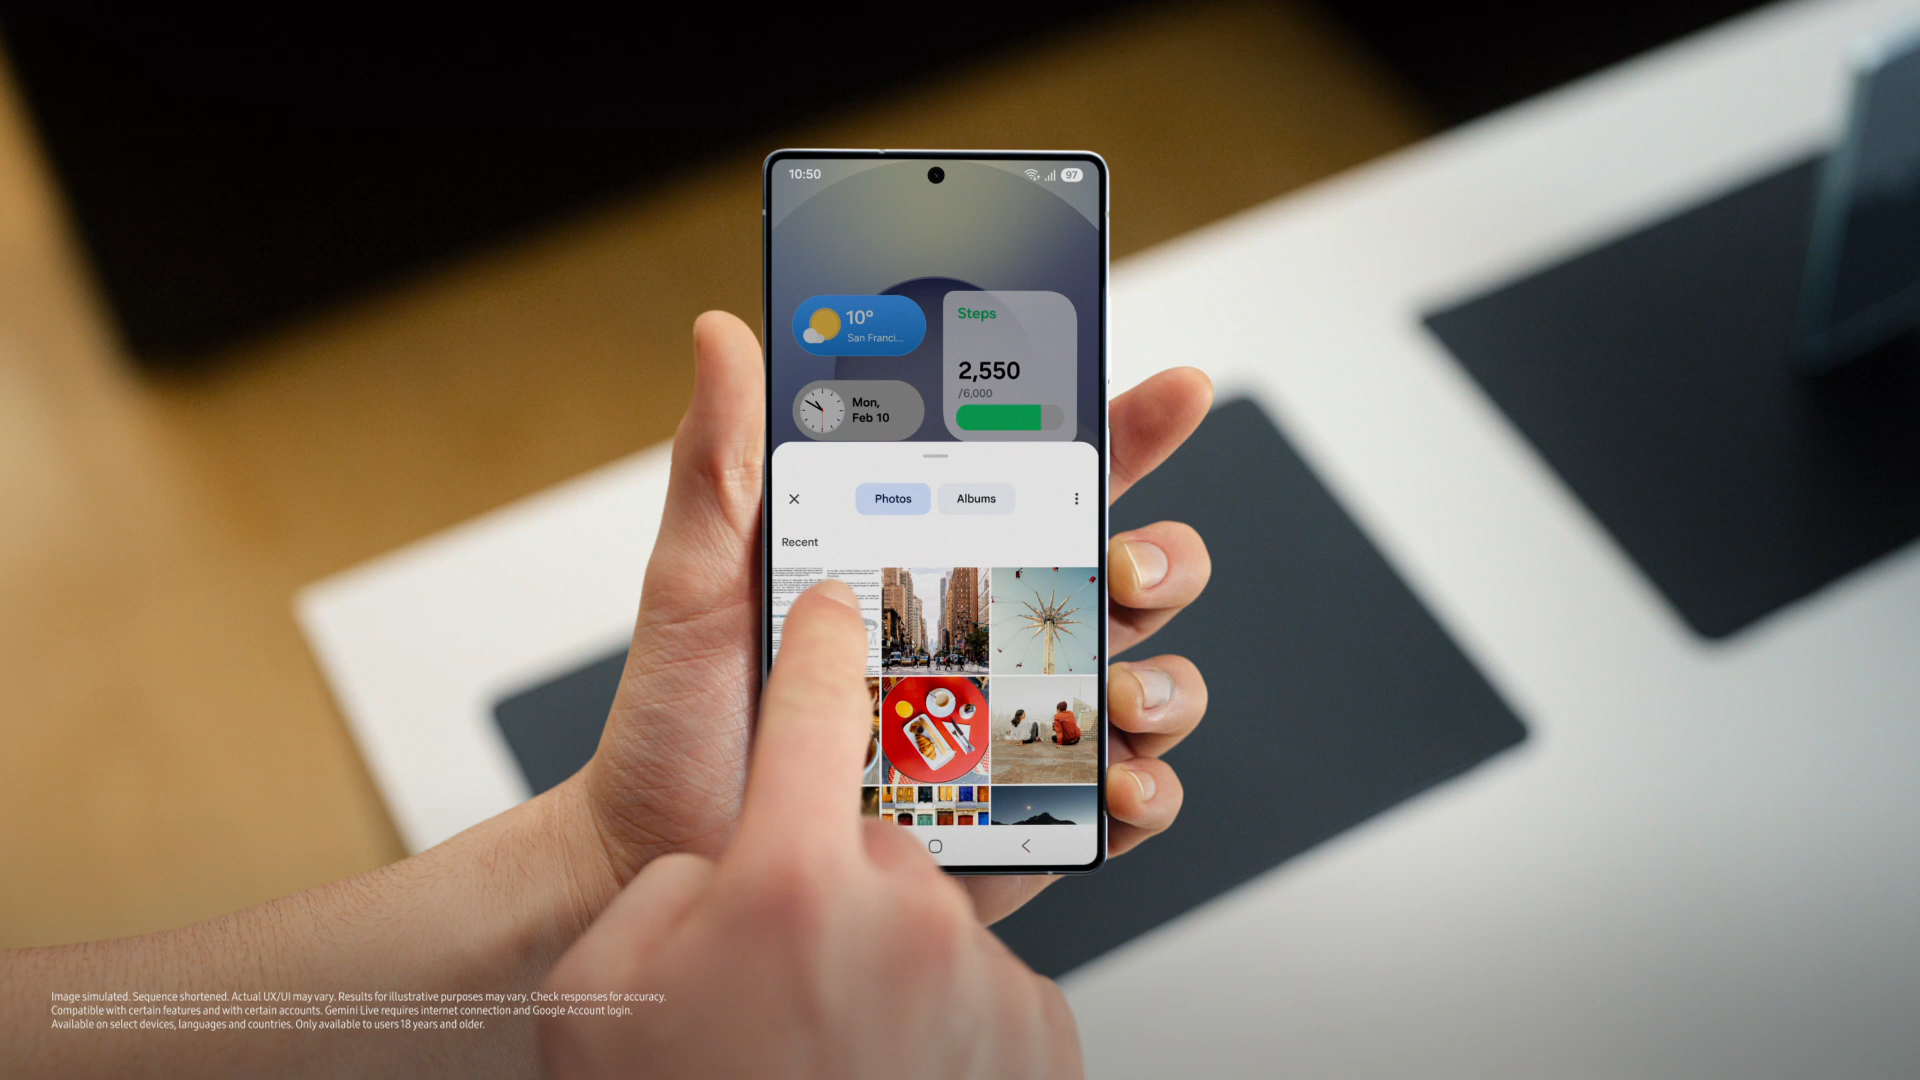 10:50
97
10°
San Franci...
Steps
2,550
/6,000
Mon,
Feb 10
Photos
Albums
Recent
Image simulated. Sequence shortened. Actual UX/UI may vary. Results for illustrative purposes may vary. Check responses for accuracy.
Compatible with certain features and with certain accounts. Gemini Live requires internet connection and Google Account login.
Available on select devices, languages and countries. Only available to users 18 years and older.